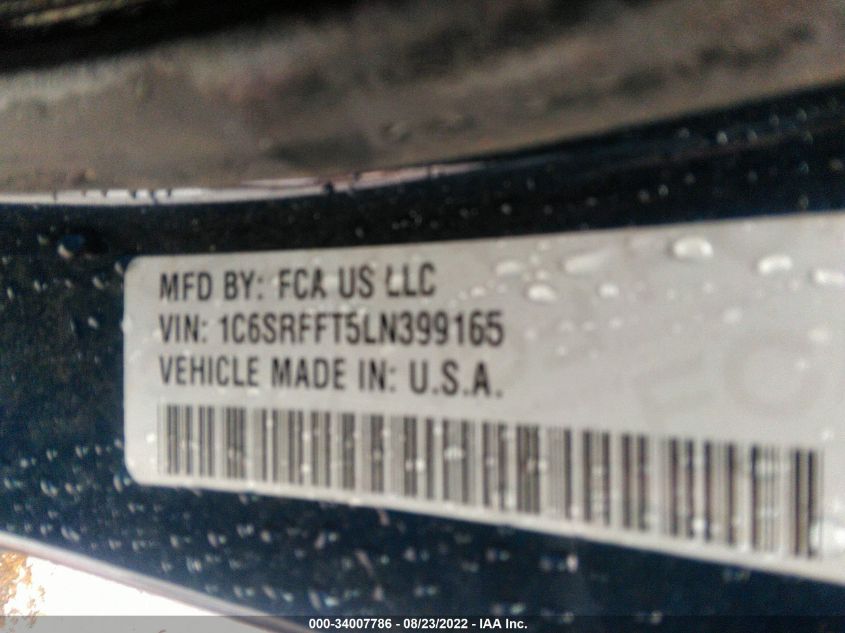 MFD BY: FCA US LLC
VIN: 1C6SRFFT5LN399165
VEHICLE MADE IN: U.S.A.
000-34007786 - 08/23/2022 - IAA Inc.